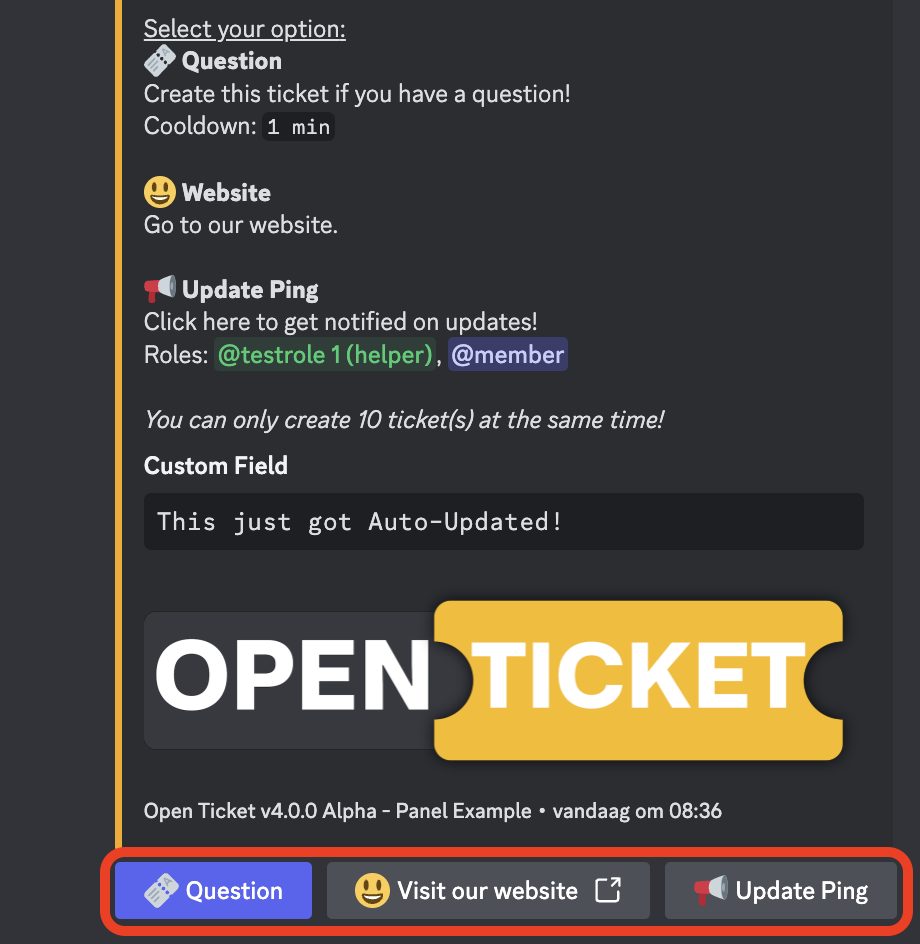 Select your option:
Question
Create this ticket if you have a question!
Cooldown: 1 min
Website
Go to our website.
Update Ping
Click here to get notified on updates!
Roles: @testrole 1 (helper), @member
You can only create 10 ticket(s) at the same time!
Custom Field
This just got Auto-Updated!
OPEN TICKET
Open Ticket v4.0.0 Alpha - Panel Example • vandaag om 08:36
Question Visit our website Update Ping